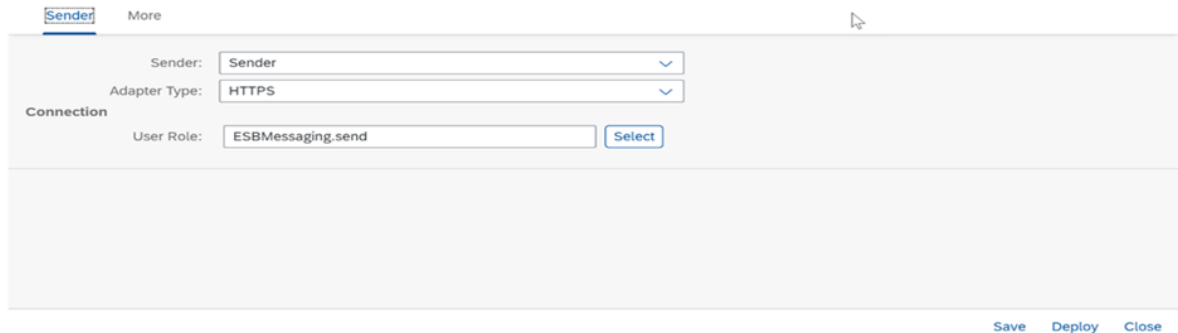 Sender More
Sender: Sender
Adapter Type: HTTPS
Connection
User Role: ESBMessaging.send Select
Save Deploy Close